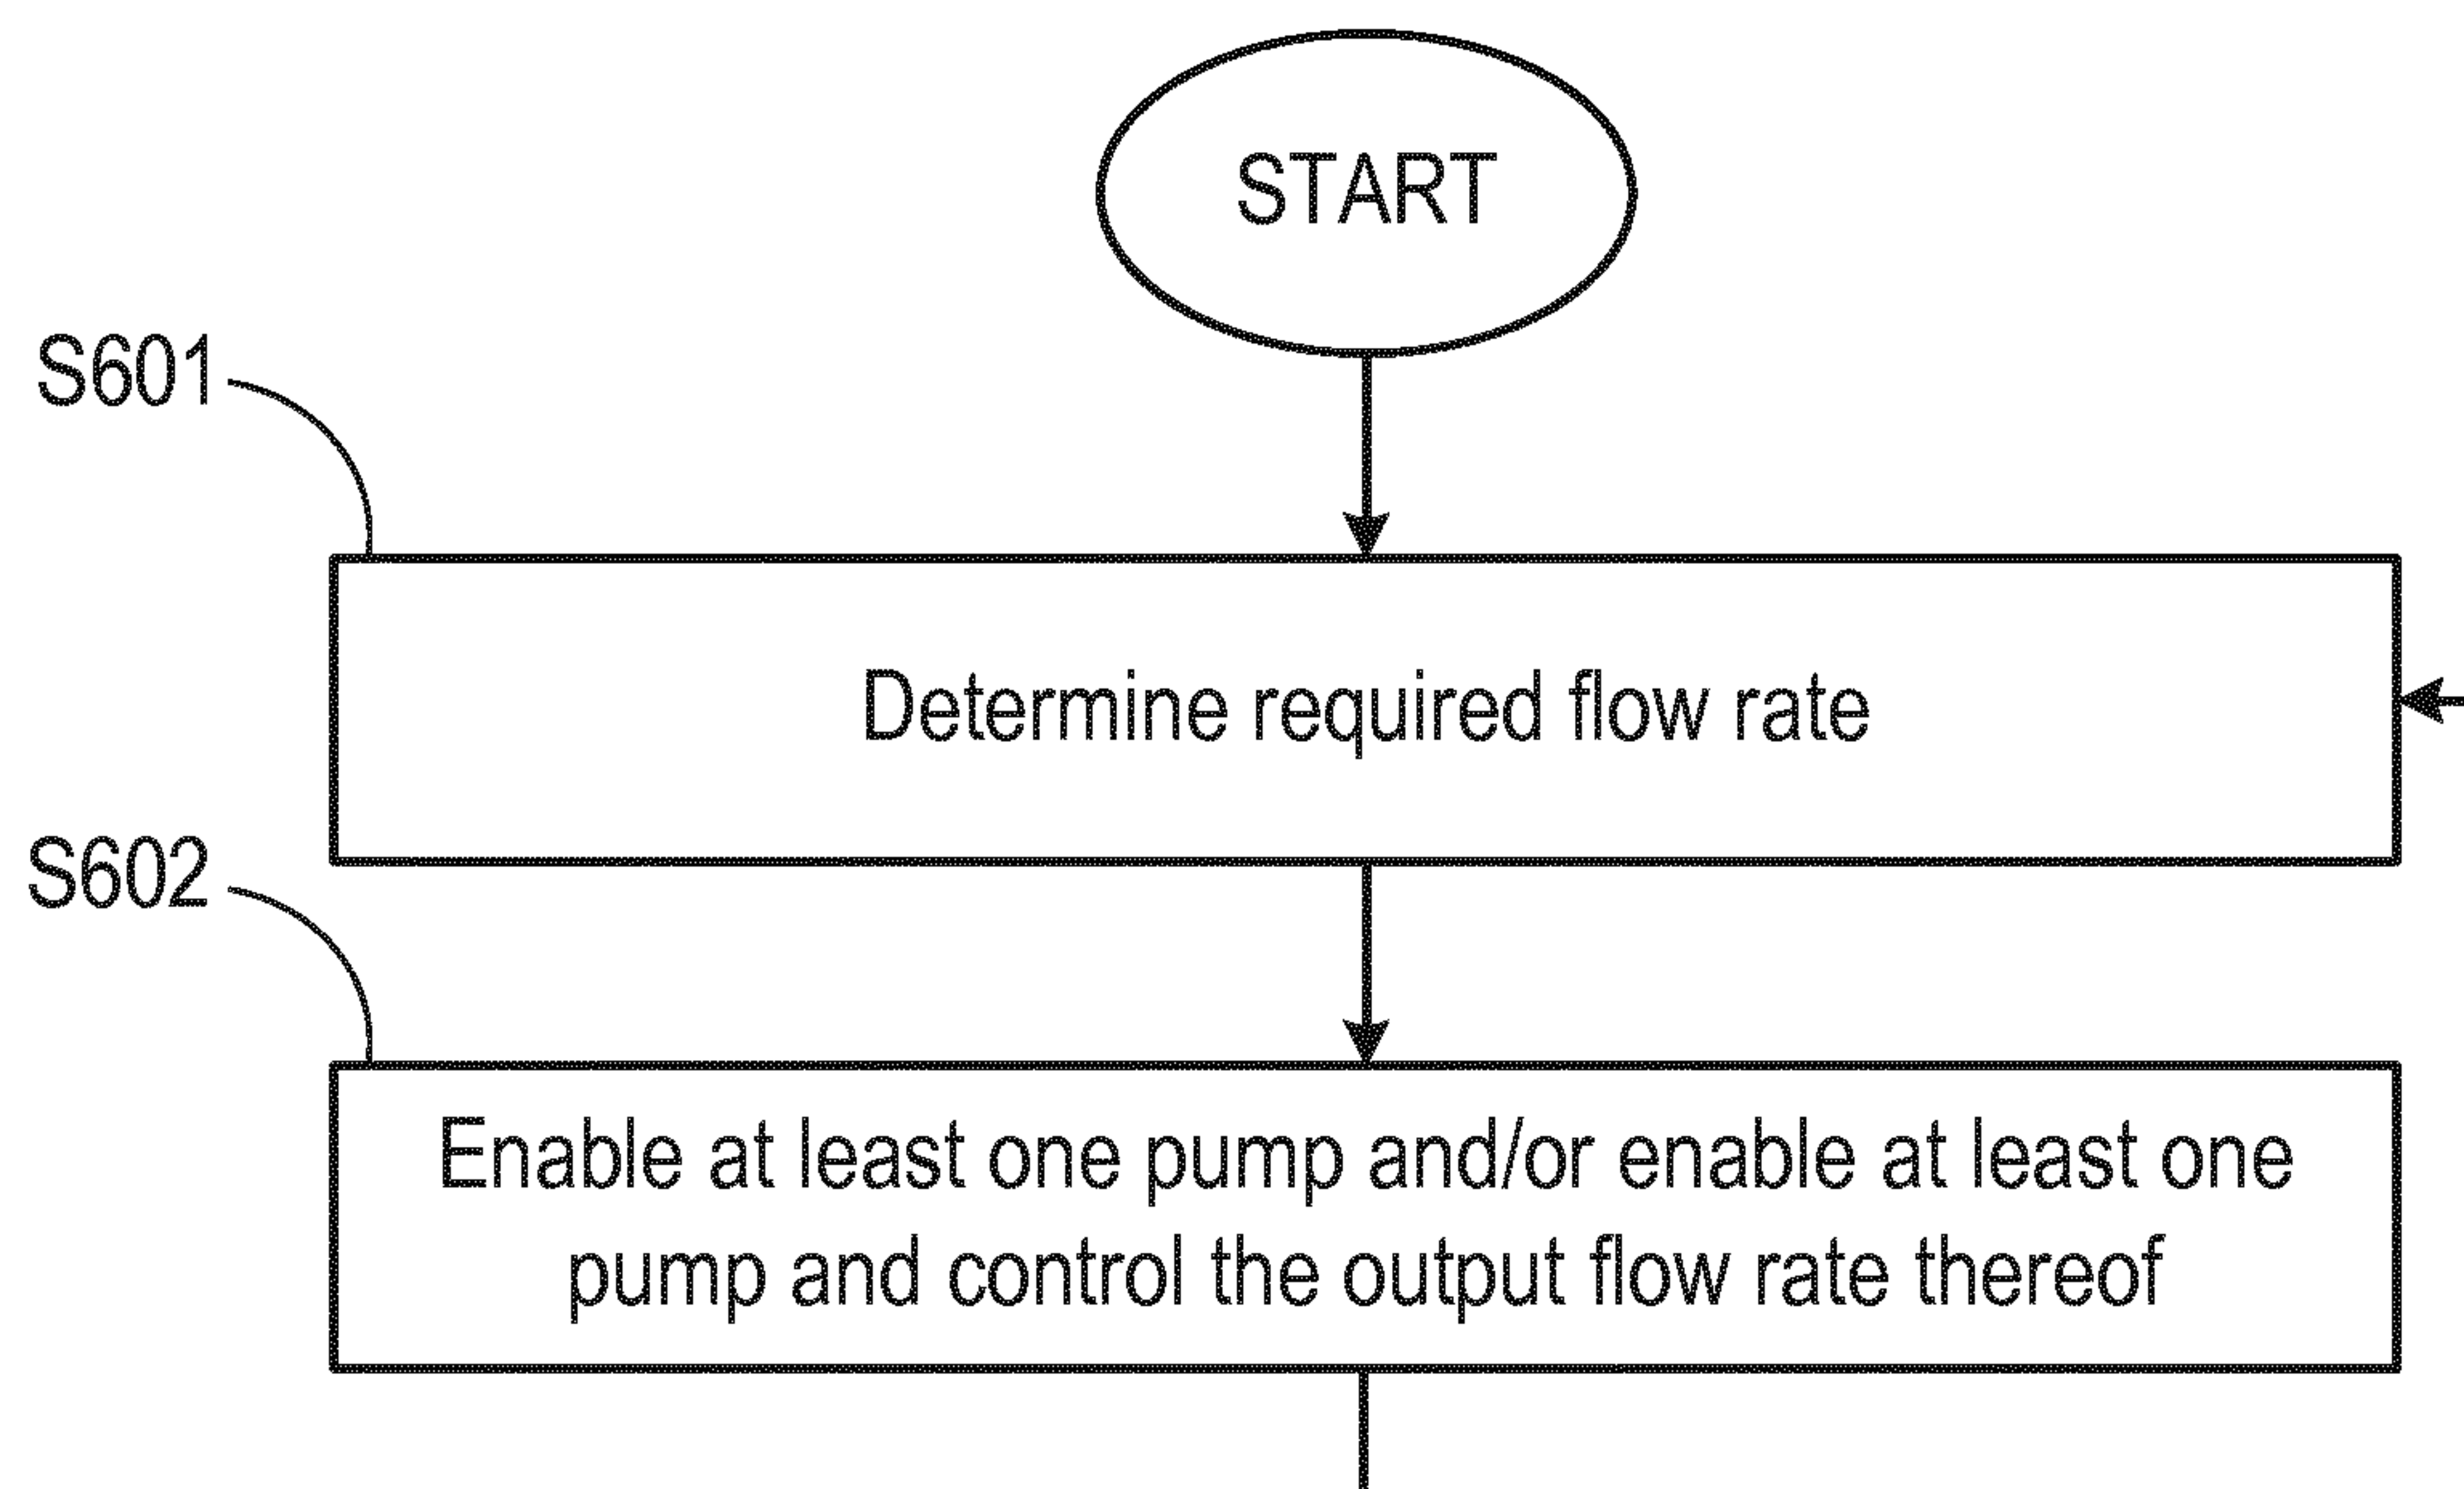 START
S601
Determine required flow rate
S602
Enable at least one pump and/or enable at least one
pump and control the output flow rate thereof